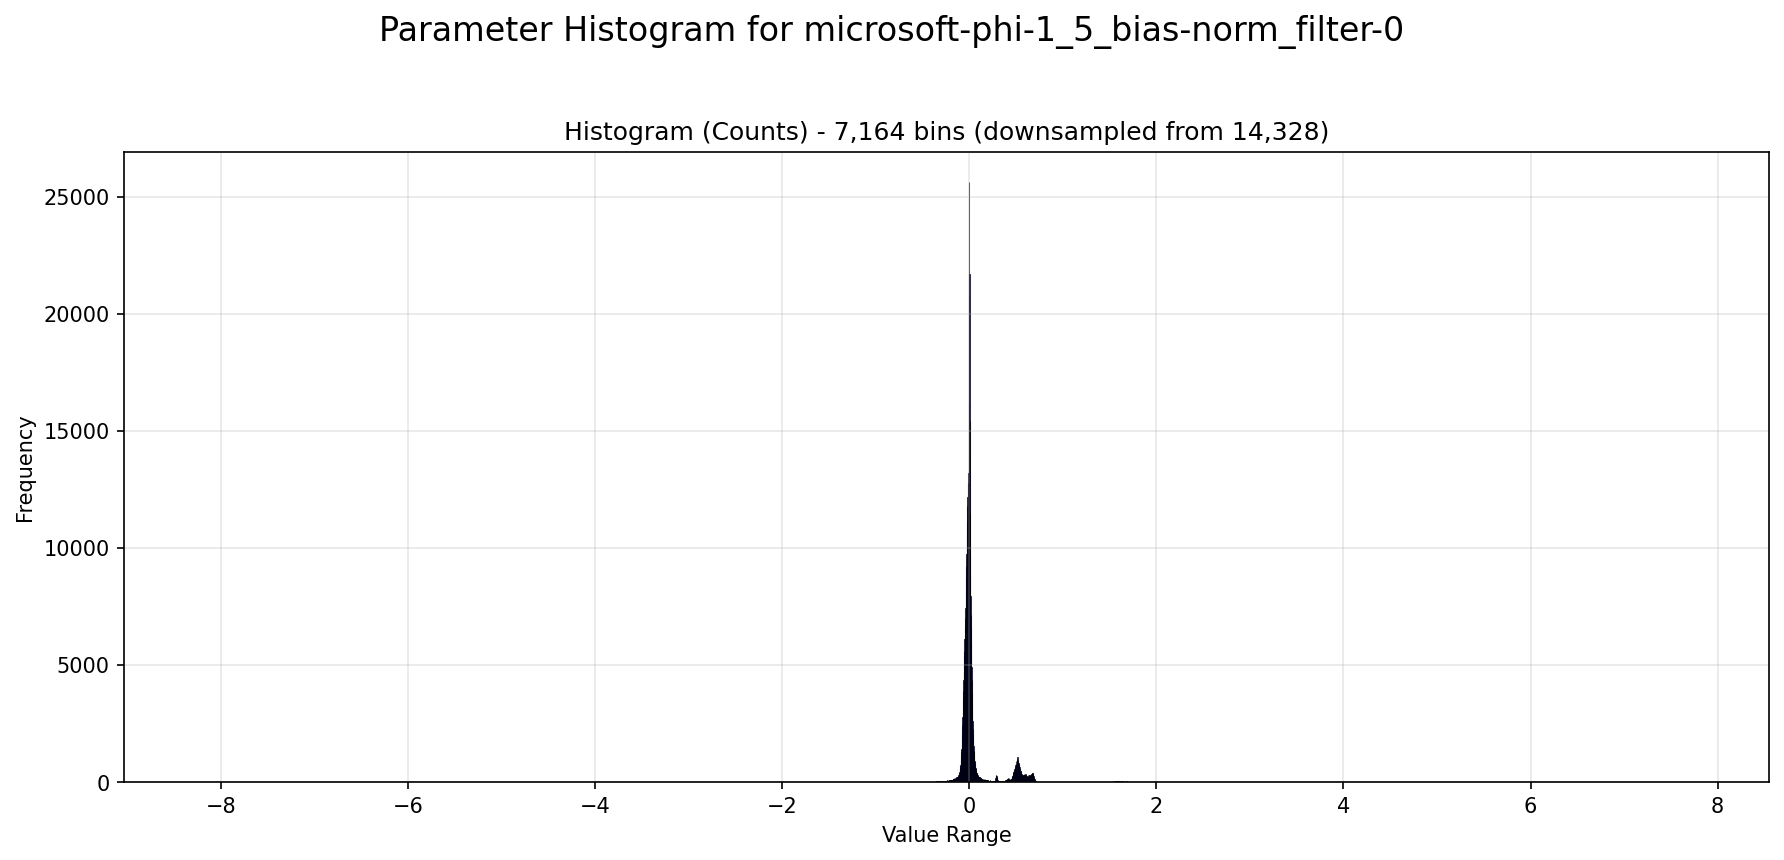 Parameter Histogram for microsoft-phi-1_5_bias-norm_filter-0
Histogram (Counts) - 7,164 bins (downsampled from 14,328)
25000
20000
15000
10000
5000
0
Frequency
−8 −6 −4 −2 0 2 4 6 8
Value Range